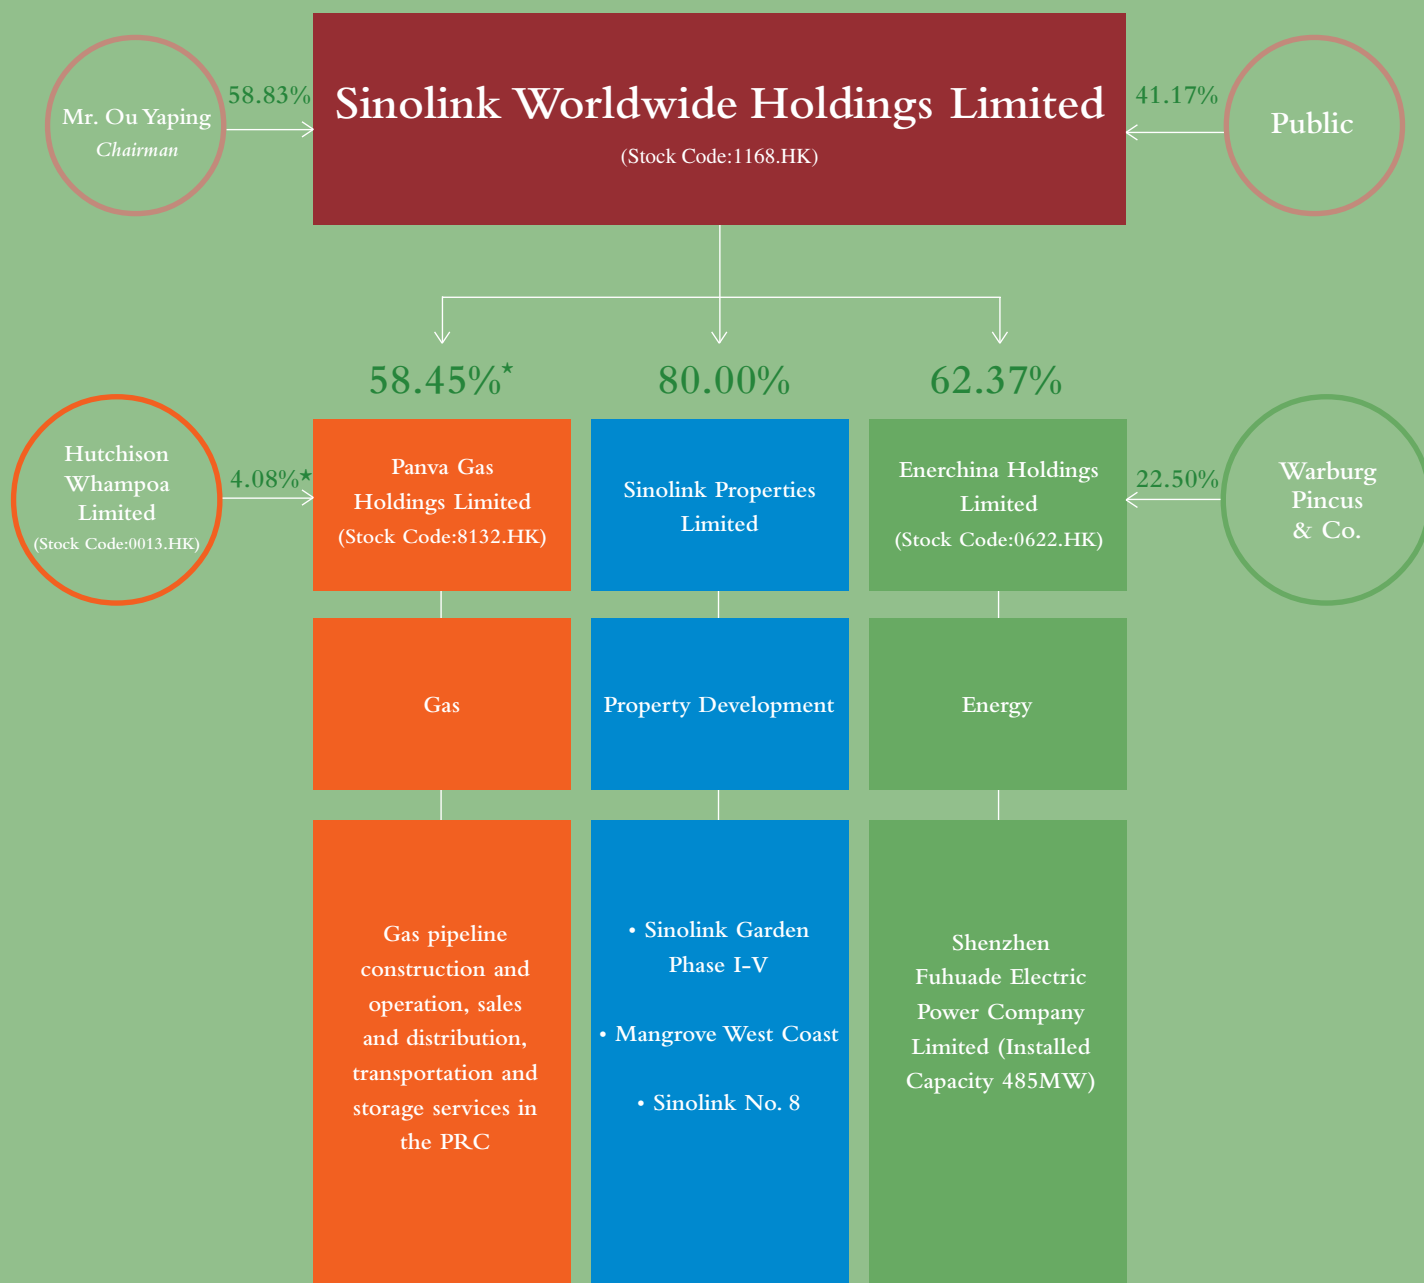 58.83%
Sinolink Worldwide Holdings Limited
41.17%
Mr. Ou Yaping
Chairman
(Stock Code:1168.HK)
Public
58.45%★
80.00%
62.37%
Hutchison
Whampoa
Limited
(Stock Code:0013.HK)
4.08%★
Panva Gas
Holdings Limited
(Stock Code:8132.HK)
Sinolink Properties
Limited
Enerchina Holdings
Limited
(Stock Code:0622.HK)
22.50%
Warburg
Pincus
& Co.
Gas
Property Development
Energy
Gas pipeline
construction and
operation, sales
and distribution,
transportation and
storage services in
the PRC
• Sinolink Garden
Phase I-V
• Mangrove West Coast
• Sinolink No. 8
Shenzhen
Fuhuade Electric
Power Company
Limited (Installed
Capacity 485MW)